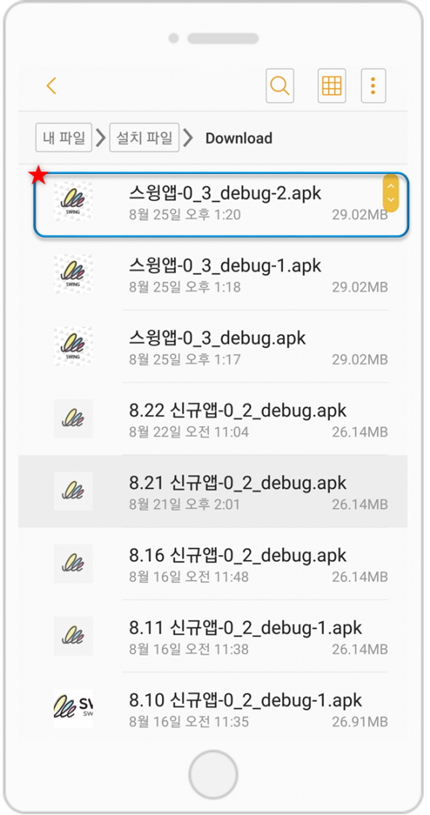 내 파일 설치 파일 Download
스윙앱-0_3_debug-2.apk
8월 25일 오후 1:20 29.02MB
SWING
스윙앱-0_3_debug-1.apk
8월 25일 오후 1:18 29.02MB
SWING
스윙앱-0_3_debug.apk
8월 25일 오후 1:17 29.02MB
SWING
8.22 신규앱-0_2_debug.apk
8월 22일 오전 11:04 26.14MB
8.21 신규앱-0_2_debug.apk
8월 21일 오후 2:01 26.14MB
8.16 신규앱-0_2_debug.apk
8월 16일 오전 11:48 26.14MB
8.11 신규앱-0_2_debug-1.apk
8월 16일 오전 11:38 26.14MB
8.10 신규앱-0_2_debug-1.apk
8월 16일 오전 11:35 26.91MB